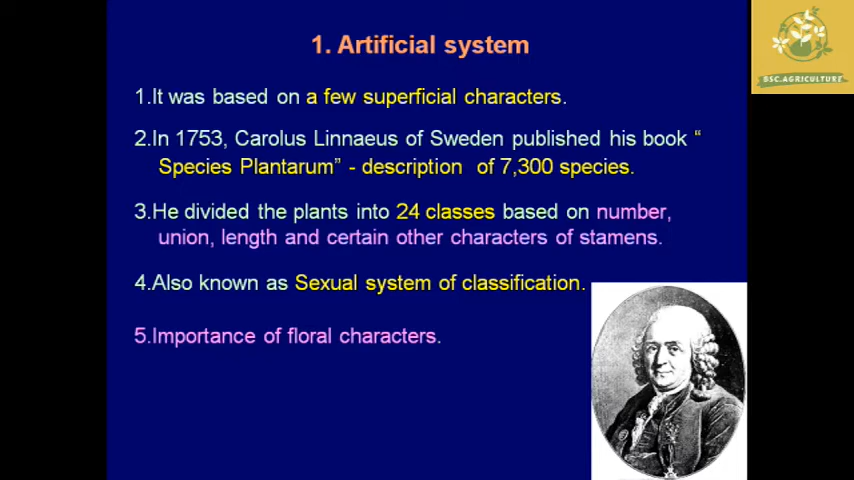 1. Artificial system
BSC.AGRICULTURE
1.It was based on a few superficial characters.
2.In 1753, Carolus Linnaeus of Sweden published his book “
Species Plantarum” - description of 7,300 species.
3.He divided the plants into 24 classes based on number,
union, length and certain other characters of stamens.
4.Also known as Sexual system of classification.
5.Importance of floral characters.